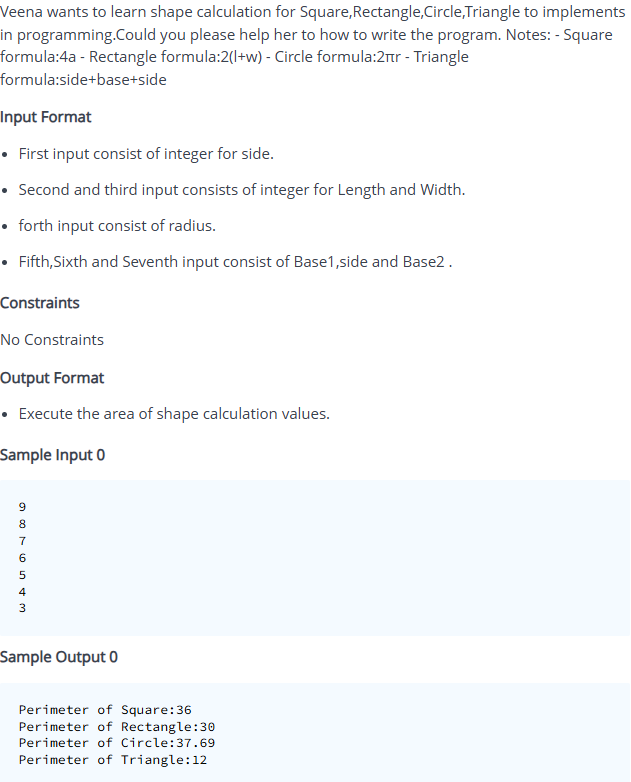 Veena wants to learn shape calculation for Square,Rectangle,Circle,Triangle to implements
in programming.Could you please help her to how to write the program. Notes: - Square
formula:4a - Rectangle formula:2(l+w) - Circle formula:2πr - Triangle
formula:side+base+side
Input Format
• First input consist of integer for side.
• Second and third input consists of integer for Length and Width.
• forth input consist of radius.
• Fifth,Sixth and Seventh input consist of Base1,side and Base2 .
Constraints
No Constraints
Output Format
• Execute the area of shape calculation values.
Sample Input 0
9
8
7
6
5
4
3
Sample Output 0
Perimeter of Square:36
Perimeter of Rectangle:30
Perimeter of Circle:37.69
Perimeter of Triangle:12